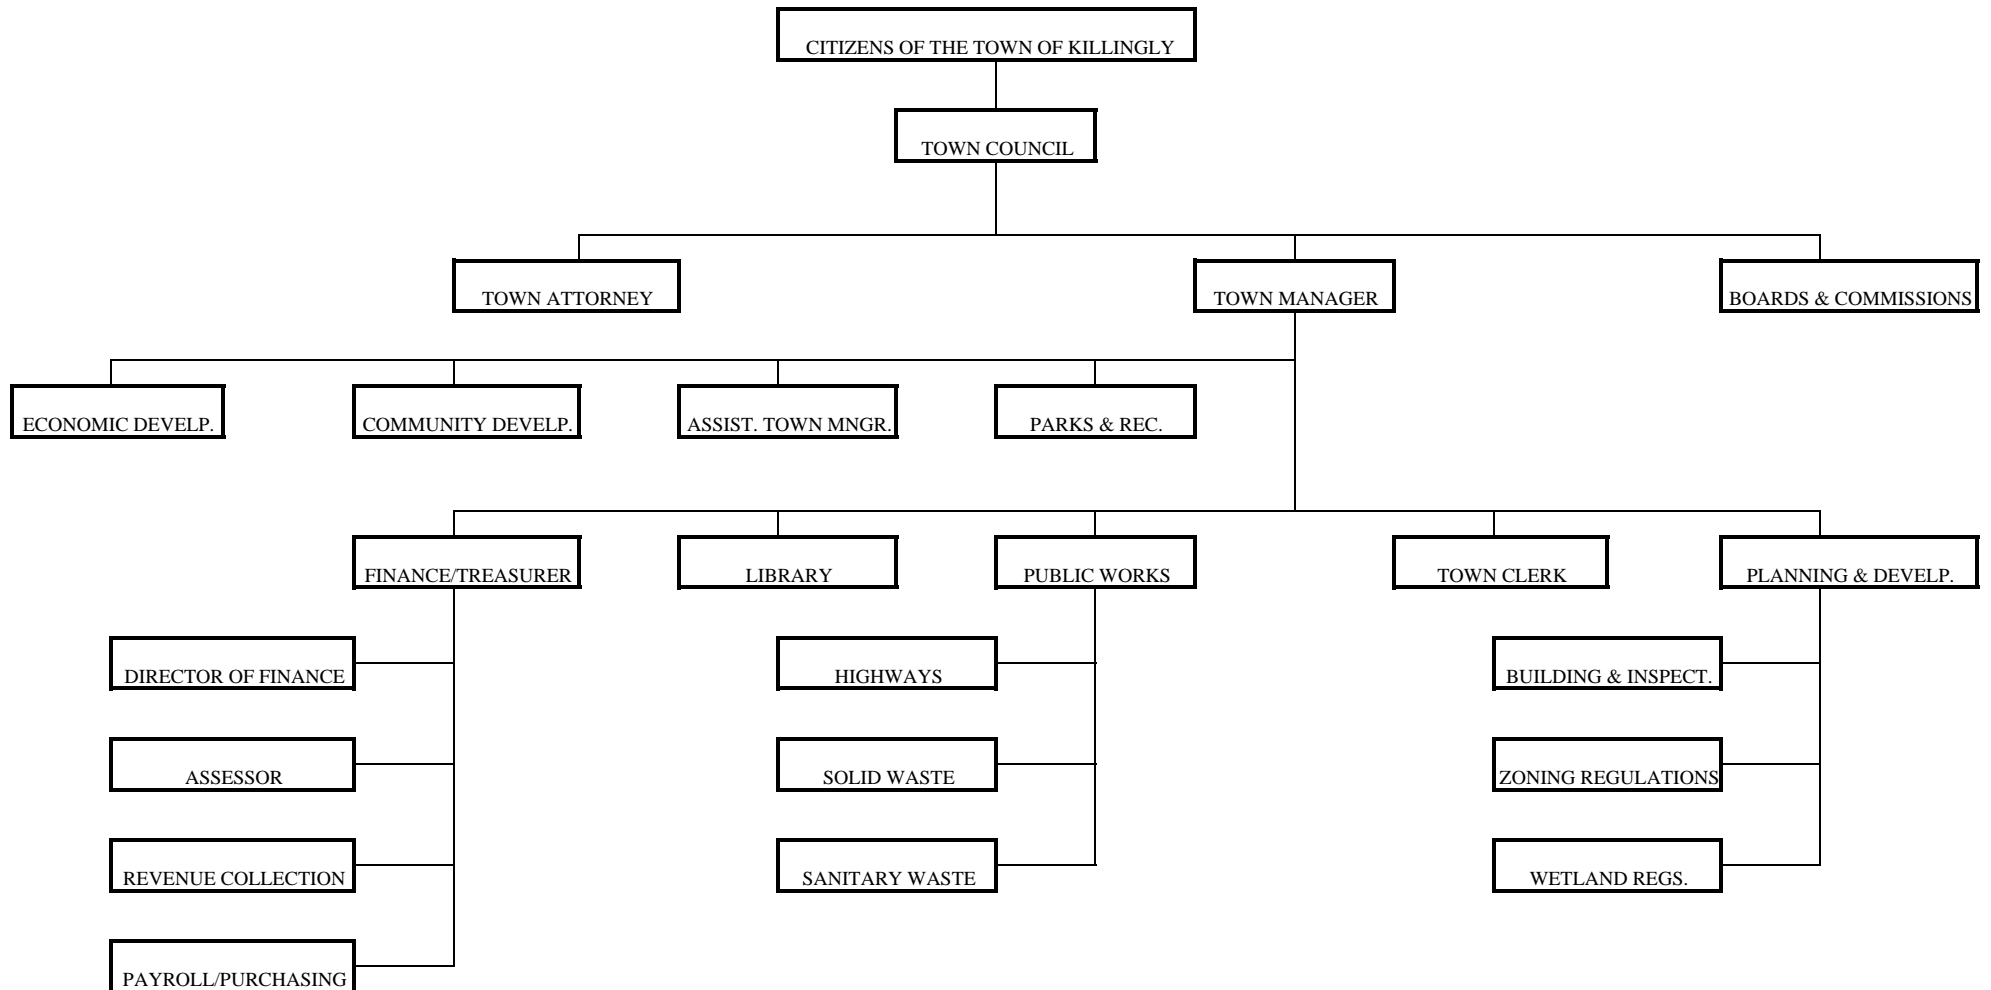 CITIZENS OF THE TOWN OF KILLINGLY
TOWN COUNCIL
TOWN ATTORNEY
TOWN MANAGER
BOARDS & COMMISSIONS
ECONOMIC DEVELP.
COMMUNITY DEVELP.
ASSIST. TOWN MNGR.
PARKS & REC.
FINANCE/TREASURER
LIBRARY
PUBLIC WORKS
TOWN CLERK
PLANNING & DEVELP.
DIRECTOR OF FINANCE
HIGHWAYS
BUILDING & INSPECT.
ASSESSOR
SOLID WASTE
ZONING REGULATIONS
REVENUE COLLECTION
SANITARY WASTE
WETLAND REGS.
PAYROLL/PURCHASING